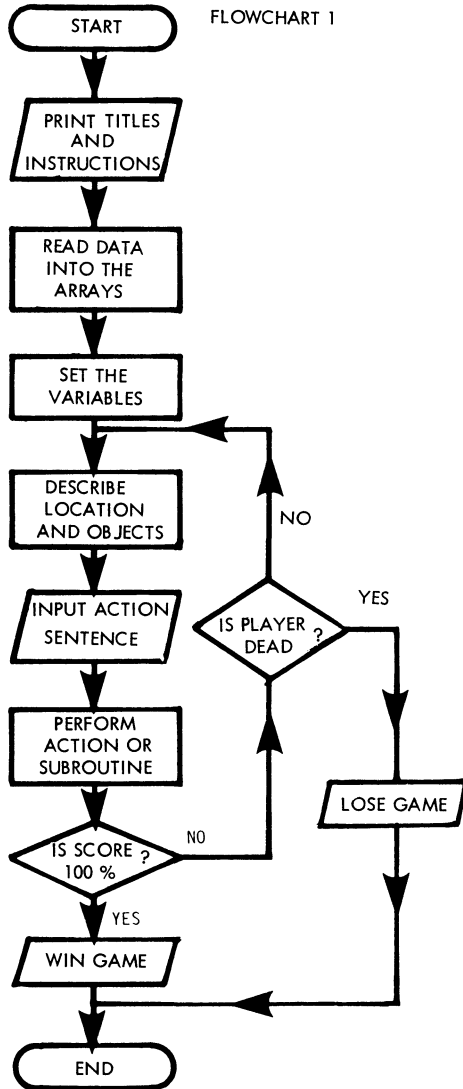 FLOWCHART 1
START
PRINT TITLES
AND
INSTRUCTIONS
READ DATA
INTO THE
ARRAYS
SET THE
VARIABLES
DESCRIBE
LOCATION
AND OBJECTS
NO
INPUT ACTION
SENTENCE
IS PLAYER
DEAD ?
YES
PERFORM
ACTION OR
SUBROUTINE
LOSE GAME
IS SCORE ?
100 %
NO
YES
WIN GAME
END